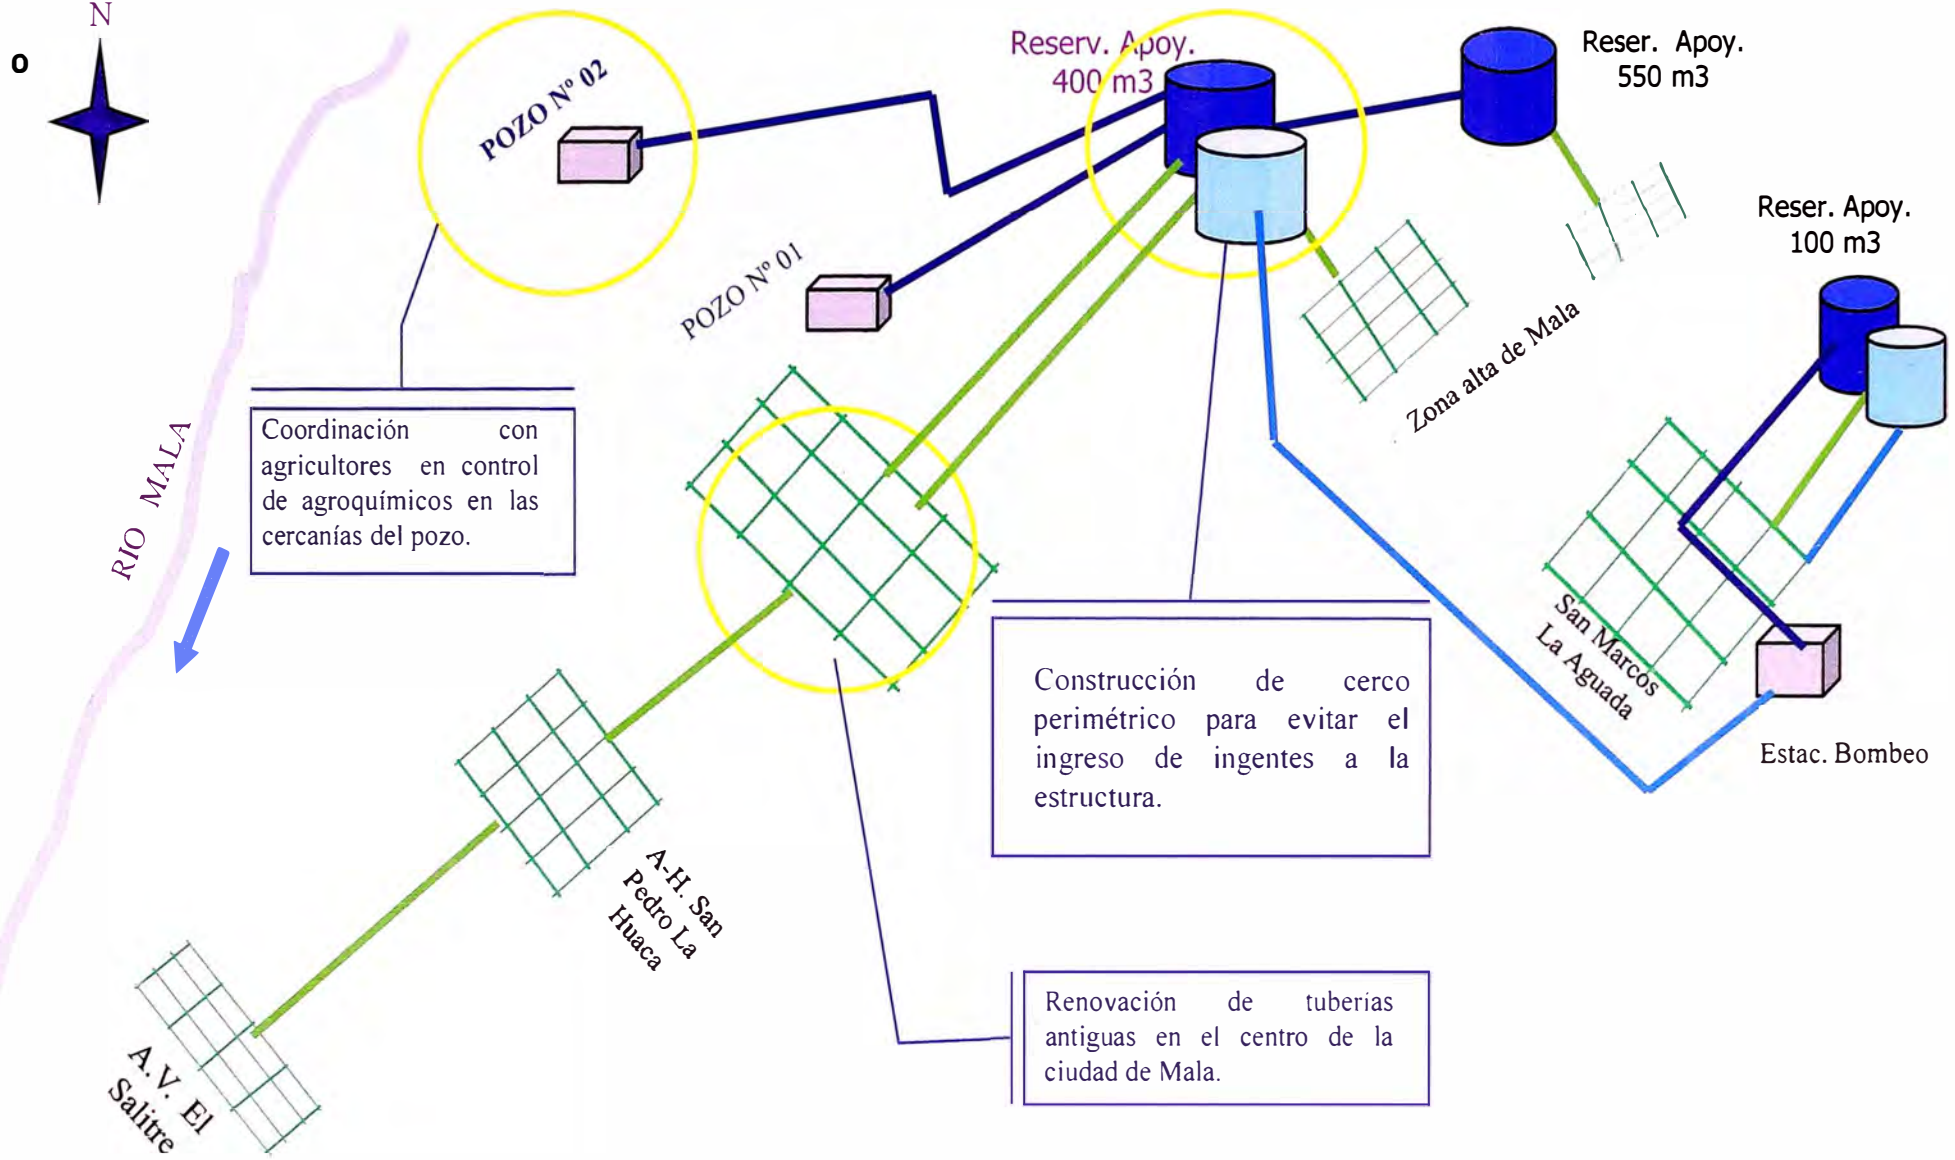 N
o
POZO Nº 02
Reserv. Apoy.
400 m3
Reser. Apoy.
550 m3
Reser. Apoy.
100 m3
POZO Nº 01
Zona alta de Mala
RIO MALA
Coordinación con
agricultores en control
de agroquímicos en las
cercanías del pozo.
San Marcos
La Aguada
Estac. Bombeo
Construcción de cerco
perimétrico para evitar el
ingreso de ingentes a la
estructura.
A-H. San
Pedro La
Huaca
Renovación de tuberías
antiguas en el centro de la
ciudad de Mala.
A.V. El
Salitre